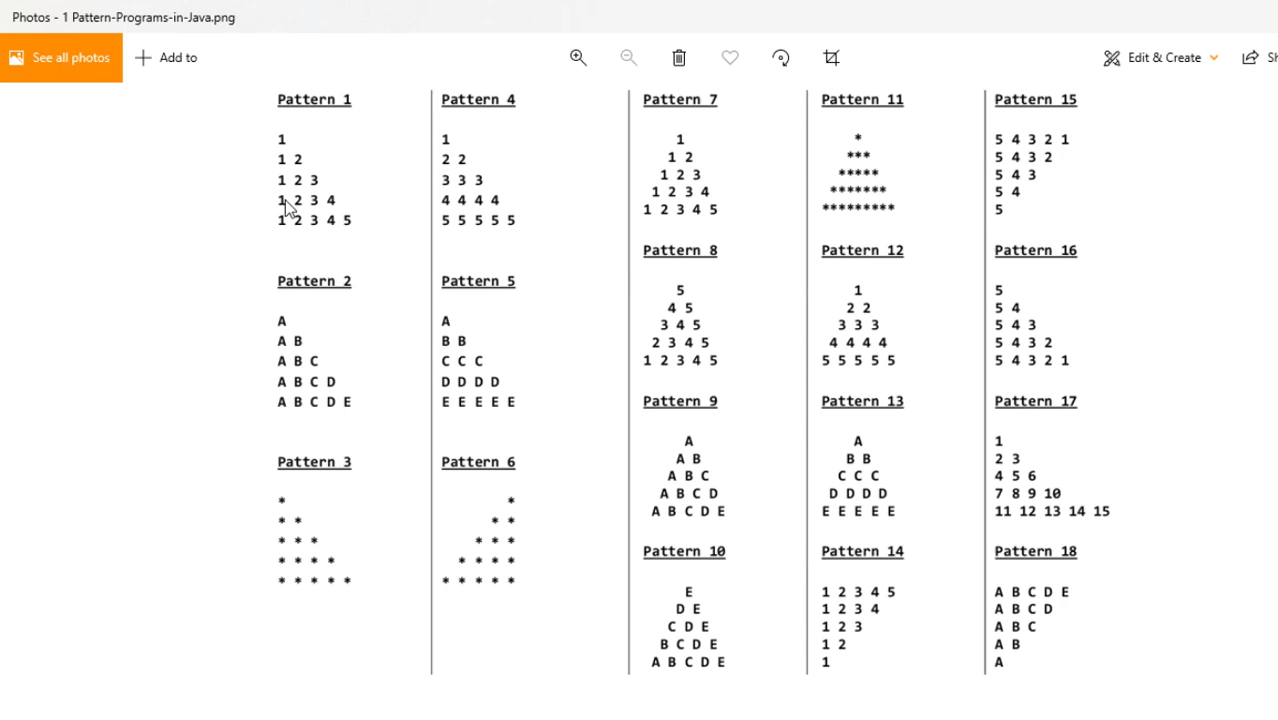 Photos - 1 Pattern-Programs-in-Java.png
See all photos
Add to
Edit & Create
Sh
Pattern 1
1
1 2
1 2 3
1 2 3 4
1 2 3 4 5
Pattern 2
A
A B
A B C
A B C D
A B C D E
Pattern 3
*
* *
* * *
* * * *
* * * * *
Pattern 4
1
2 2
3 3 3
4 4 4 4
5 5 5 5 5
Pattern 5
A
B B
C C C
D D D D
E E E E E
Pattern 6
*
* *
* * *
* * * *
* * * * *
Pattern 7
1
1 2
1 2 3
1 2 3 4
1 2 3 4 5
Pattern 8
5
4 5
3 4 5
2 3 4 5
1 2 3 4 5
Pattern 9
A
A B
A B C
A B C D
A B C D E
Pattern 10
E
D E
C D E
B C D E
A B C D E
Pattern 11
*
***
*****
*******
*********
Pattern 12
1
2 2
3 3 3
4 4 4 4
5 5 5 5 5
Pattern 13
A
B B
C C C
D D D D
E E E E E
Pattern 14
1 2 3 4 5
1 2 3 4
1 2 3
1 2
1
Pattern 15
5 4 3 2 1
5 4 3 2
5 4 3
5 4
5
Pattern 16
5
5 4
5 4 3
5 4 3 2
5 4 3 2 1
Pattern 17
1
2 3
4 5 6
7 8 9 10
11 12 13 14 15
Pattern 18
A B C D E
A B C D
A B C
A B
A